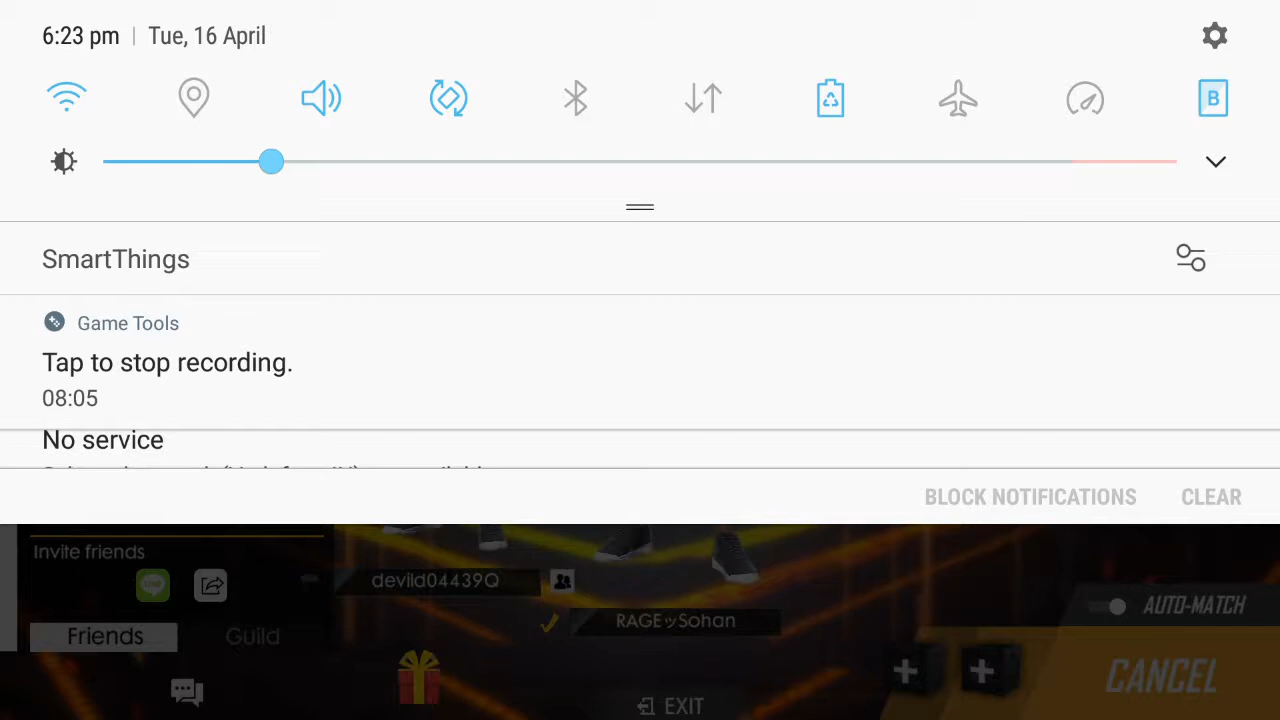 6:23 pm | Tue, 16 April
B
SmartThings
Game Tools
Tap to stop recording.
08:05
No service
BLOCK NOTIFICATIONS CLEAR
Invite friends
devild04439Q
RAGEッSohan
AUTO-MATCH
Friends Guild
CANCEL
EXIT